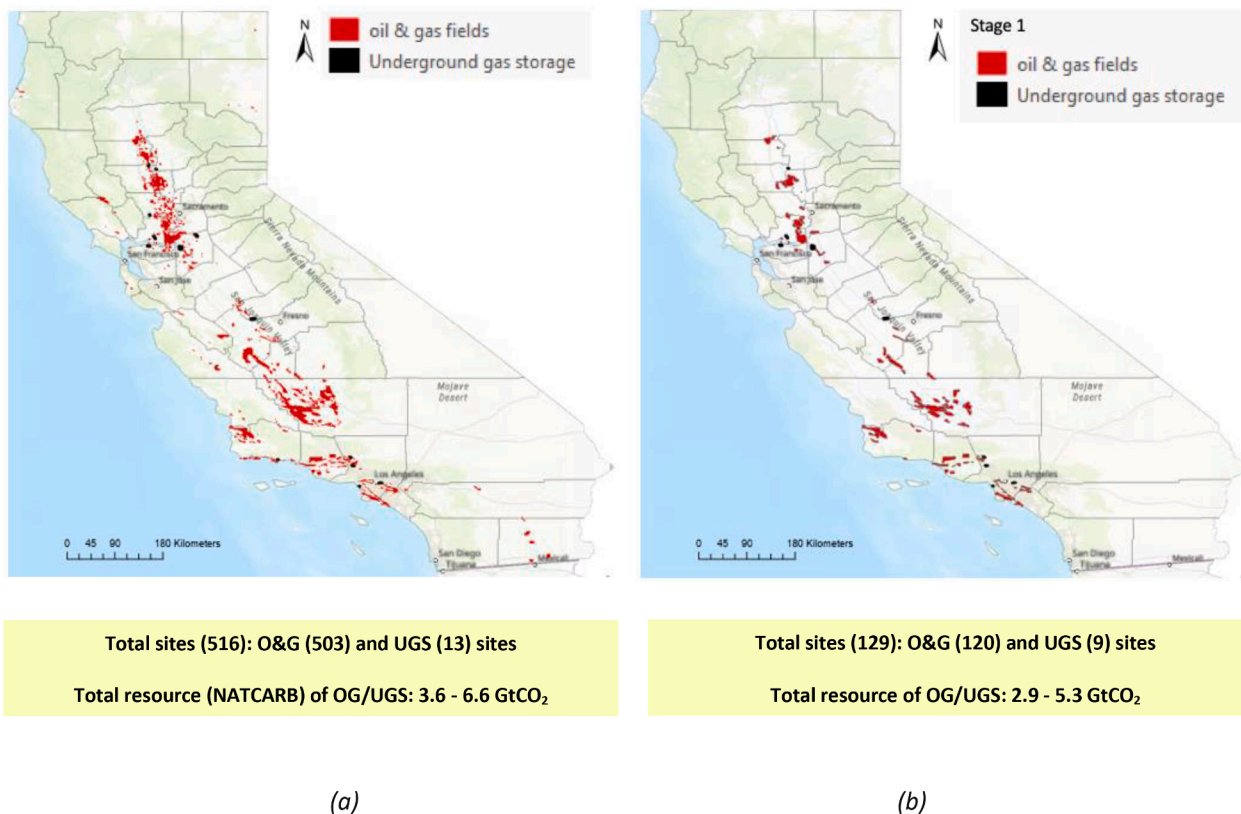 N
oil & gas fields
Underground gas storage
Sacramento
San Francisco
San Jose
Sierra Nevada Mountains
San Joaquin Valley
Fresno
Mojave
Desert
Los Angeles
0 45 90 180 Kilometers
San Diego
Tijuana
Mexicali
N
Stage 1
oil & gas fields
Underground gas storage
Sacramento
San Francisco
San Jose
Sierra Nevada Mountains
San Joaquin Valley
Fresno
Mojave
Desert
Los Angeles
0 45 90 180 Kilometers
San Diego
Tijuana
Mexicali
Total sites (516): O&G (503) and UGS (13) sites
Total resource (NATCARB) of OG/UGS: 3.6 - 6.6 GtCO₂
Total sites (129): O&G (120) and UGS (9) sites
Total resource of OG/UGS: 2.9 - 5.3 GtCO₂
(a)
(b)